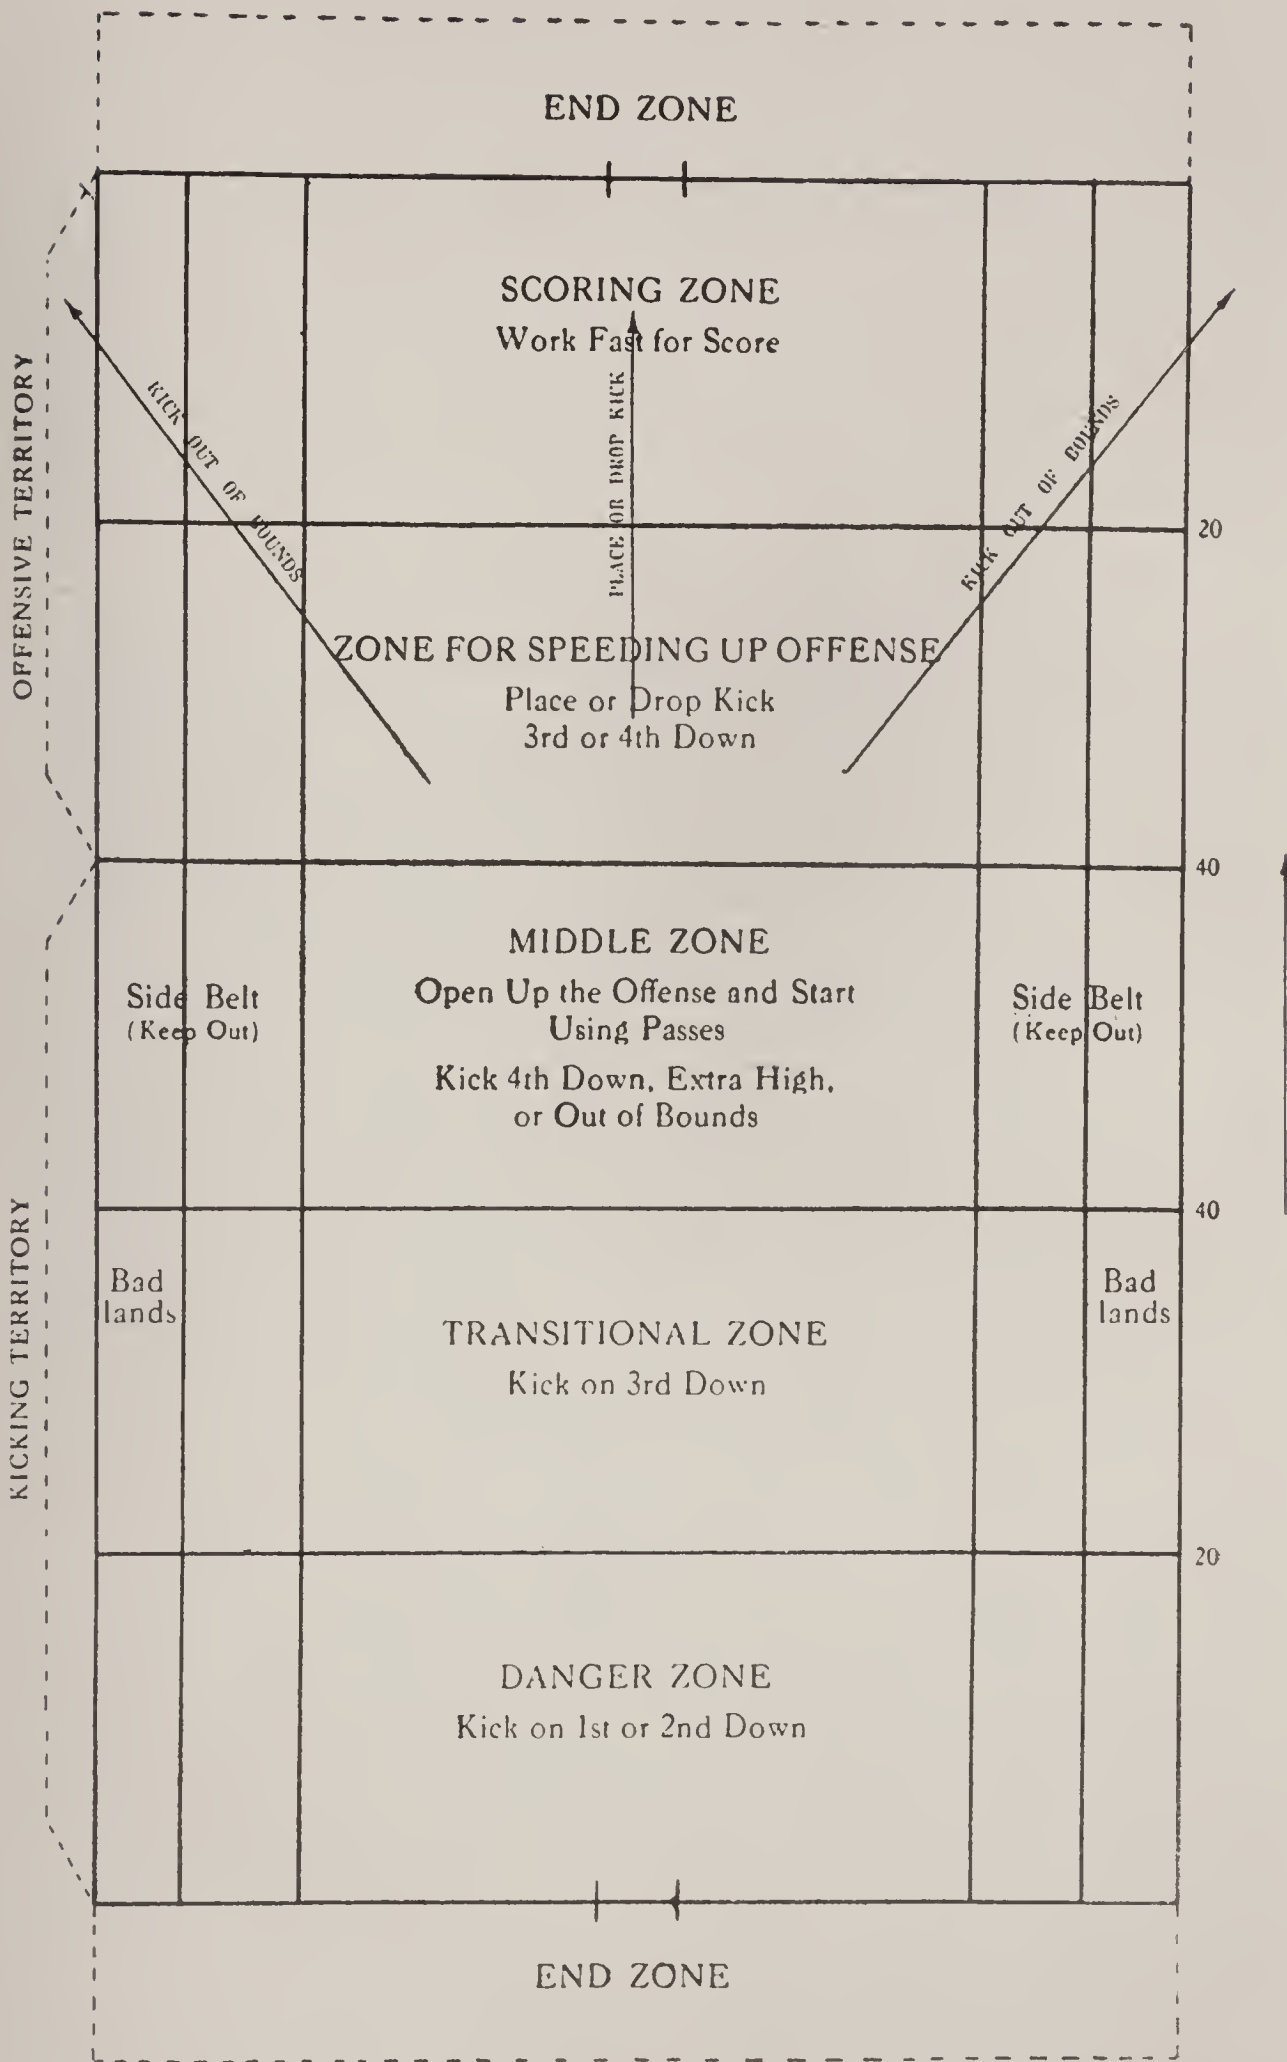 END ZONE
SCORING ZONE
Work Fast for Score
KICK OUT OF BOUNDS
PLACE OR DROP KICK
KICK OUT OF BOUNDS
OFFENSIVE TERRITORY
20
ZONE FOR SPEEDING UP OFFENSE
Place or Drop Kick
3rd or 4th Down
40
MIDDLE ZONE
Open Up the Offense and Start
Using Passes
Kick 4th Down, Extra High,
or Out of Bounds
Side Belt
(Keep Out)
Side Belt
(Keep Out)
40
KICKING TERRITORY
Bad
lands
Bad
lands
TRANSITIONAL ZONE
Kick on 3rd Down
20
DANGER ZONE
Kick on 1st or 2nd Down
END ZONE